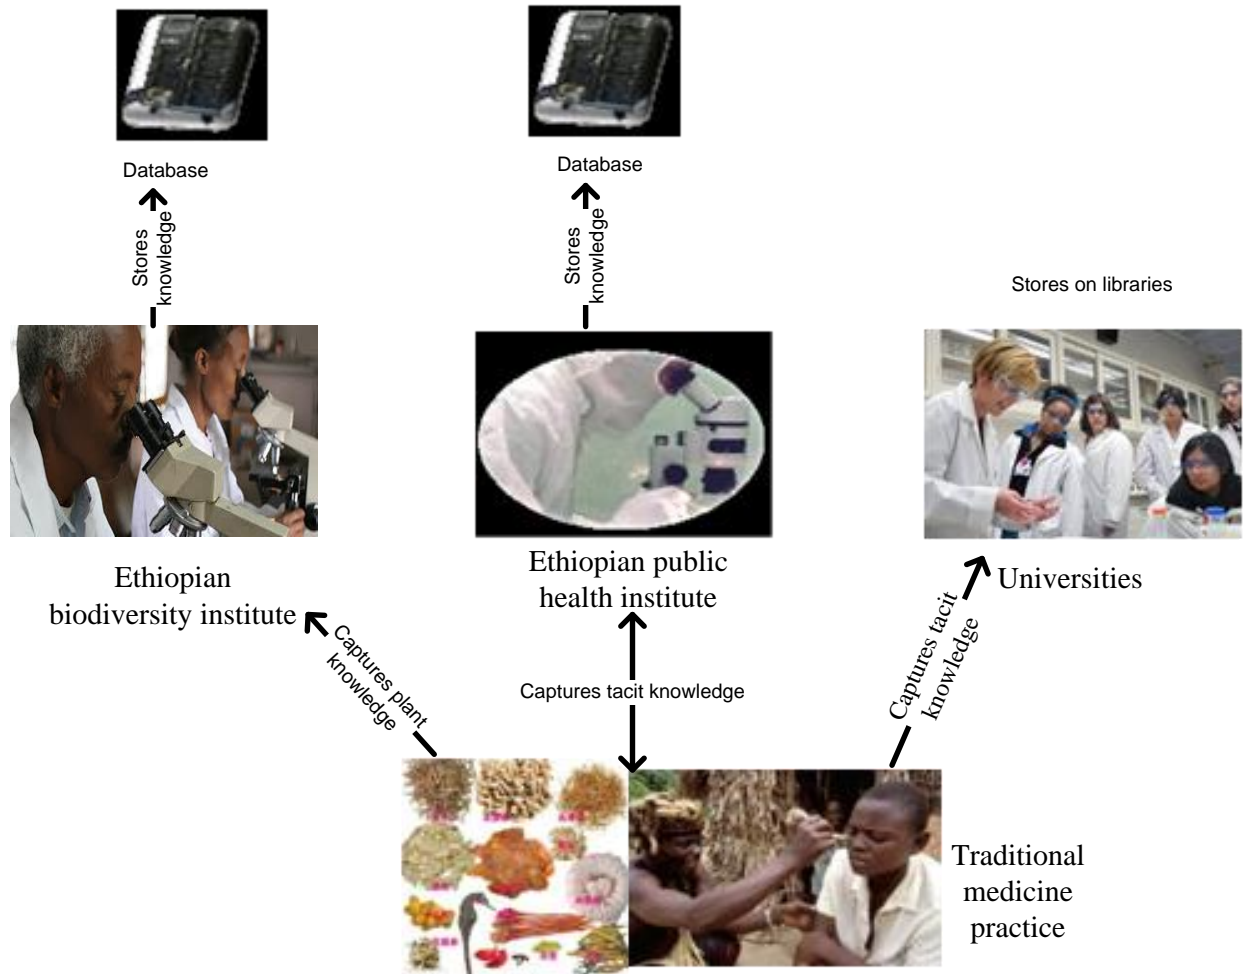 Database
Database
Stores
knowledge
Stores
knowledge
Stores on libraries
Ethiopian
biodiversity institute
Ethiopian public
health institute
Universities
Captures plant
knowledge
Captures tacit knowledge
Captures tacit
knowledge
Traditional
medicine
practice